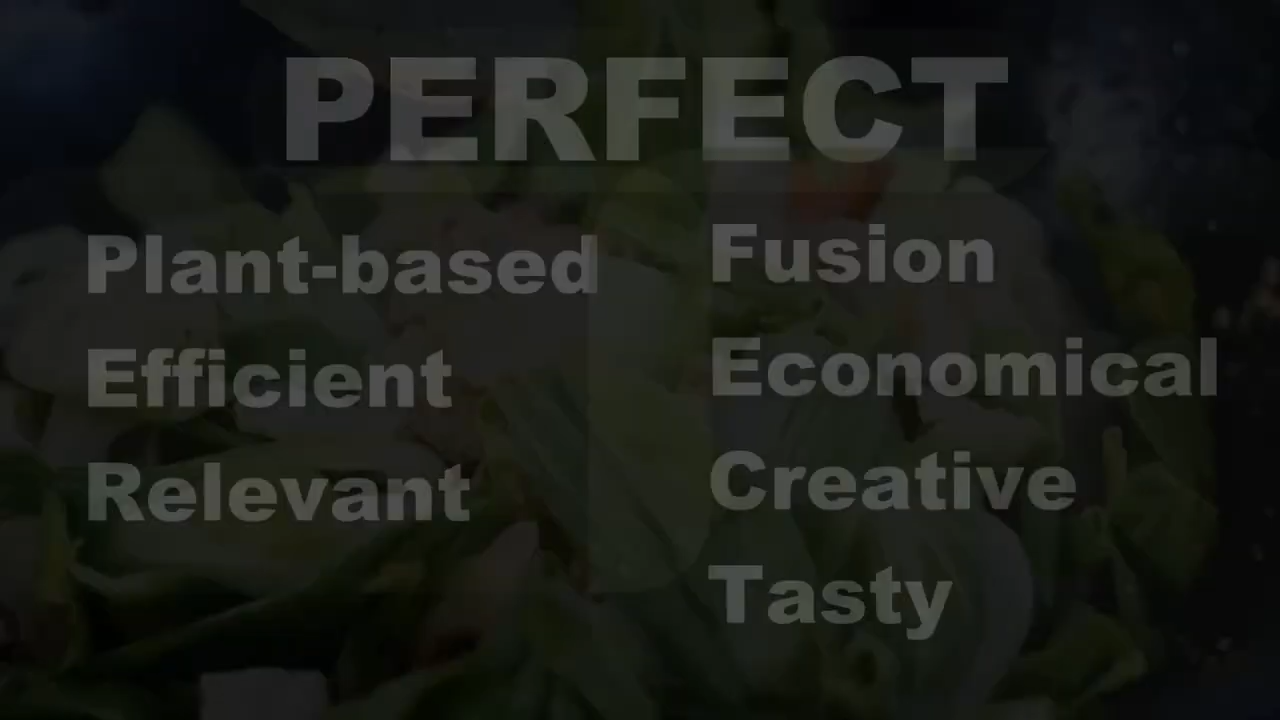 PERFECT
Plant-based
Efficient
Relevant
Fusion
Economical
Creative
Tasty